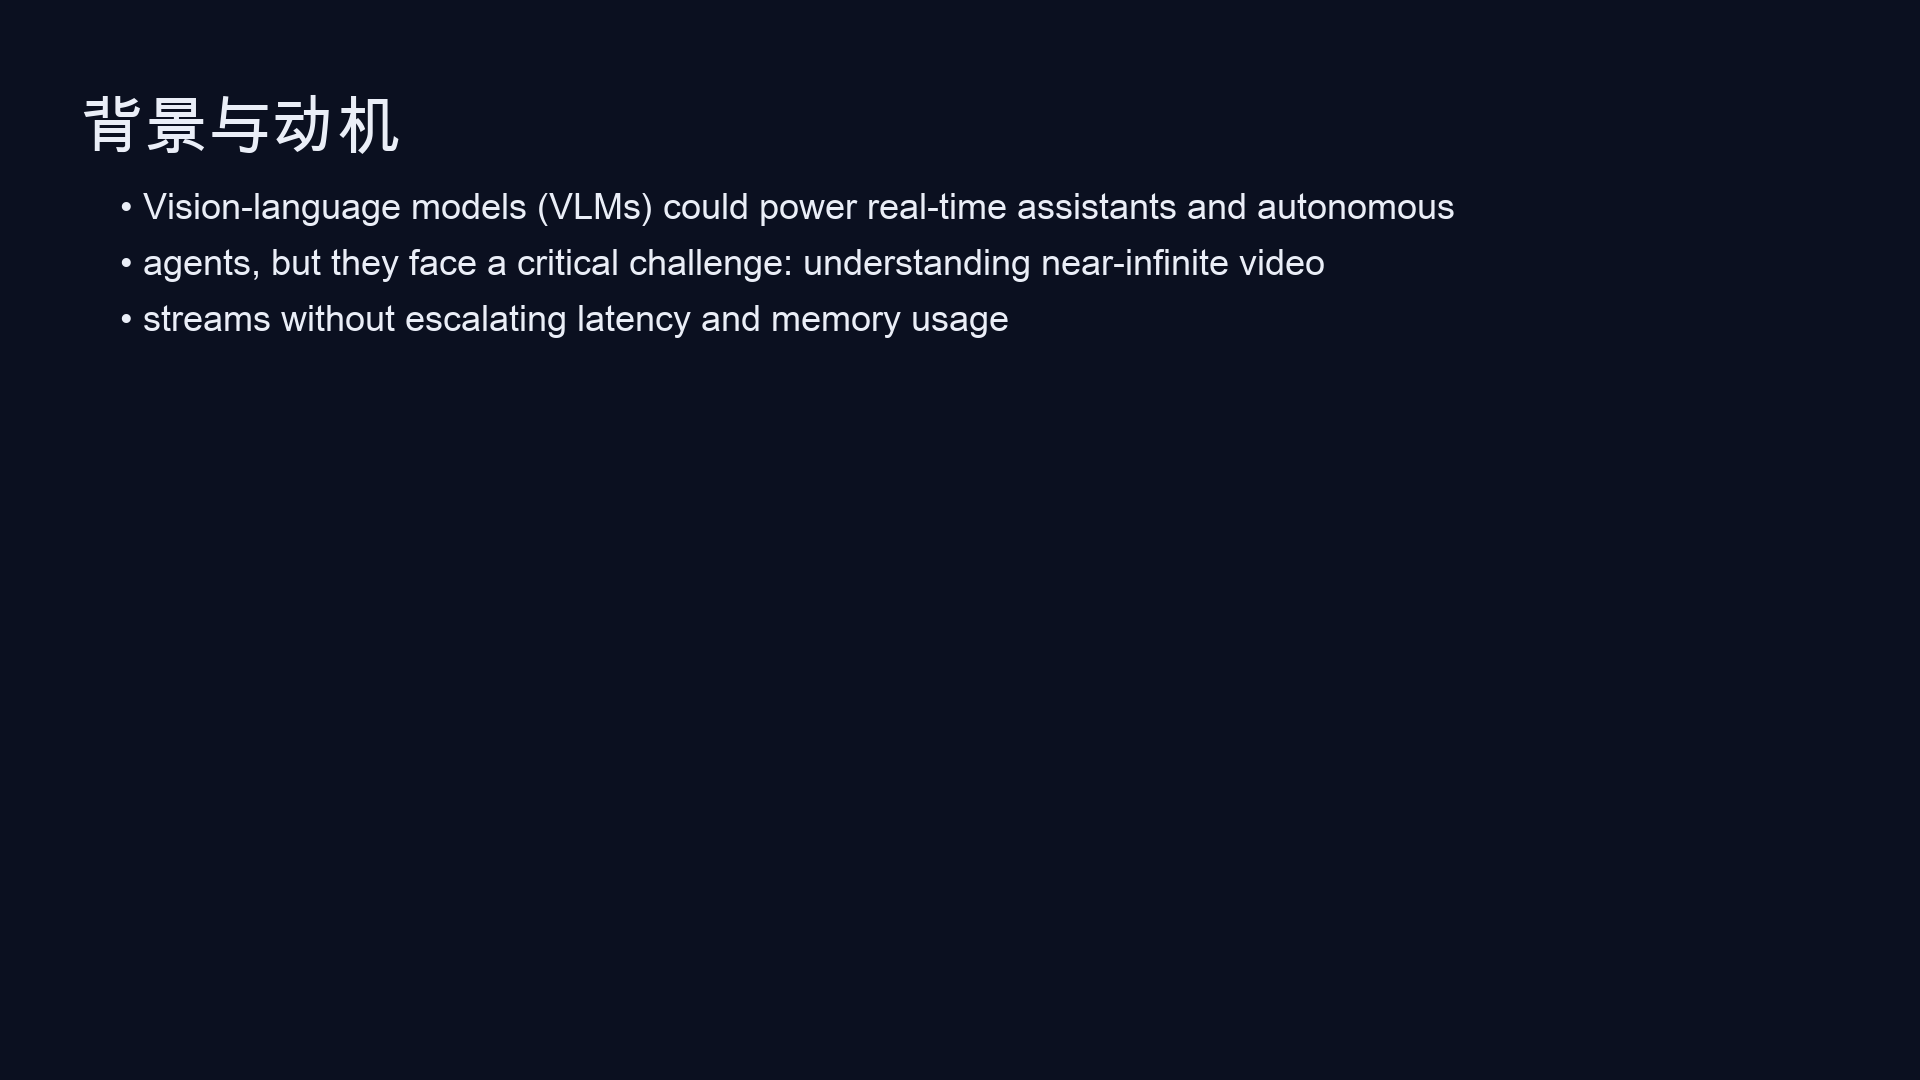 背景与动机
• Vision-language models (VLMs) could power real-time assistants and autonomous
• agents, but they face a critical challenge: understanding near-infinite video
• streams without escalating latency and memory usage